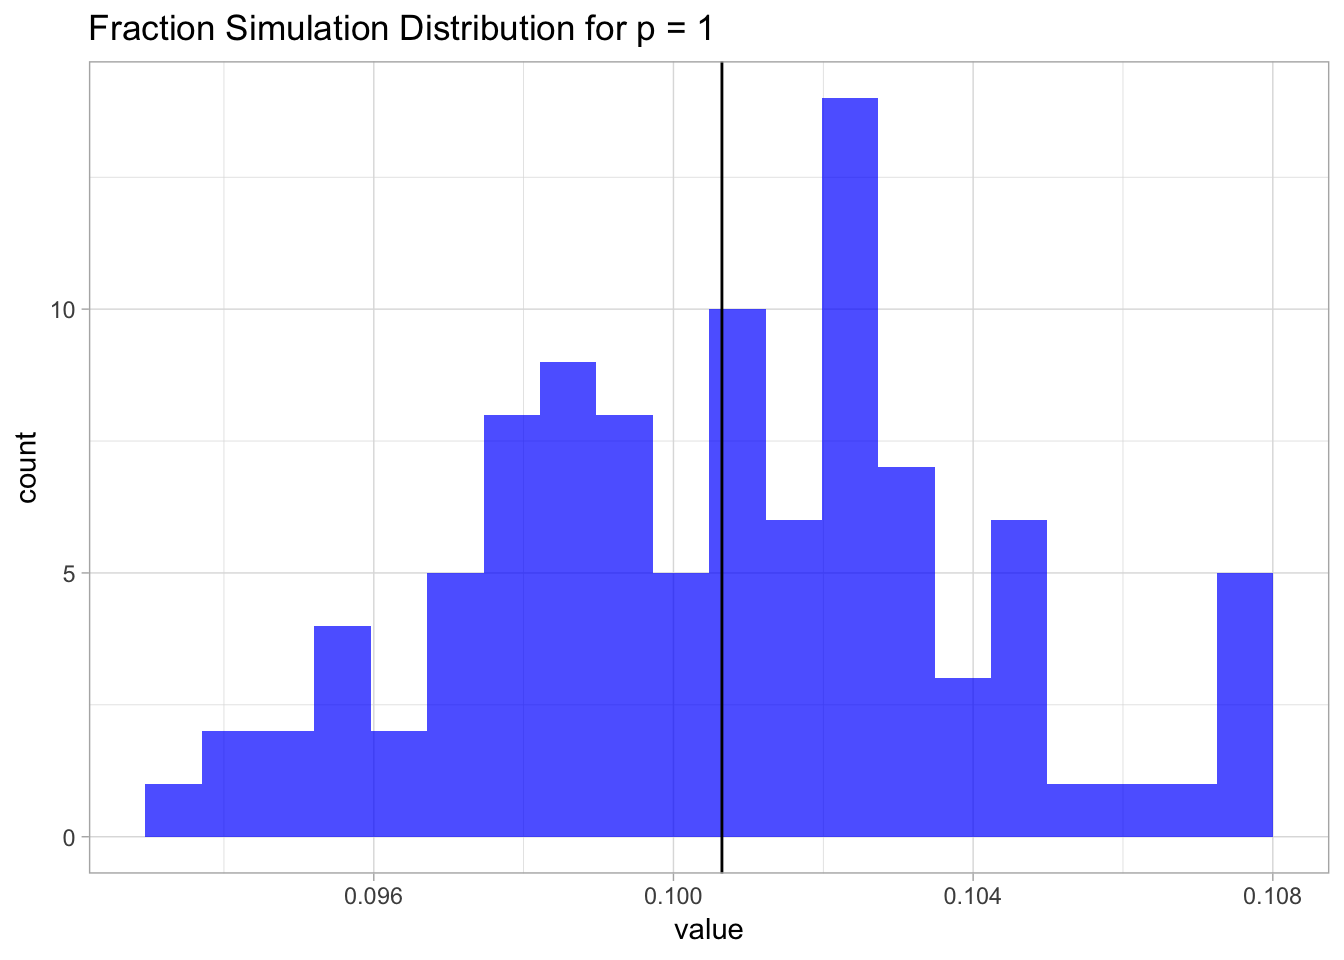 Fraction Simulation Distribution for p = 1
10
5
0
count
0.096 0.100 0.104 0.108
value